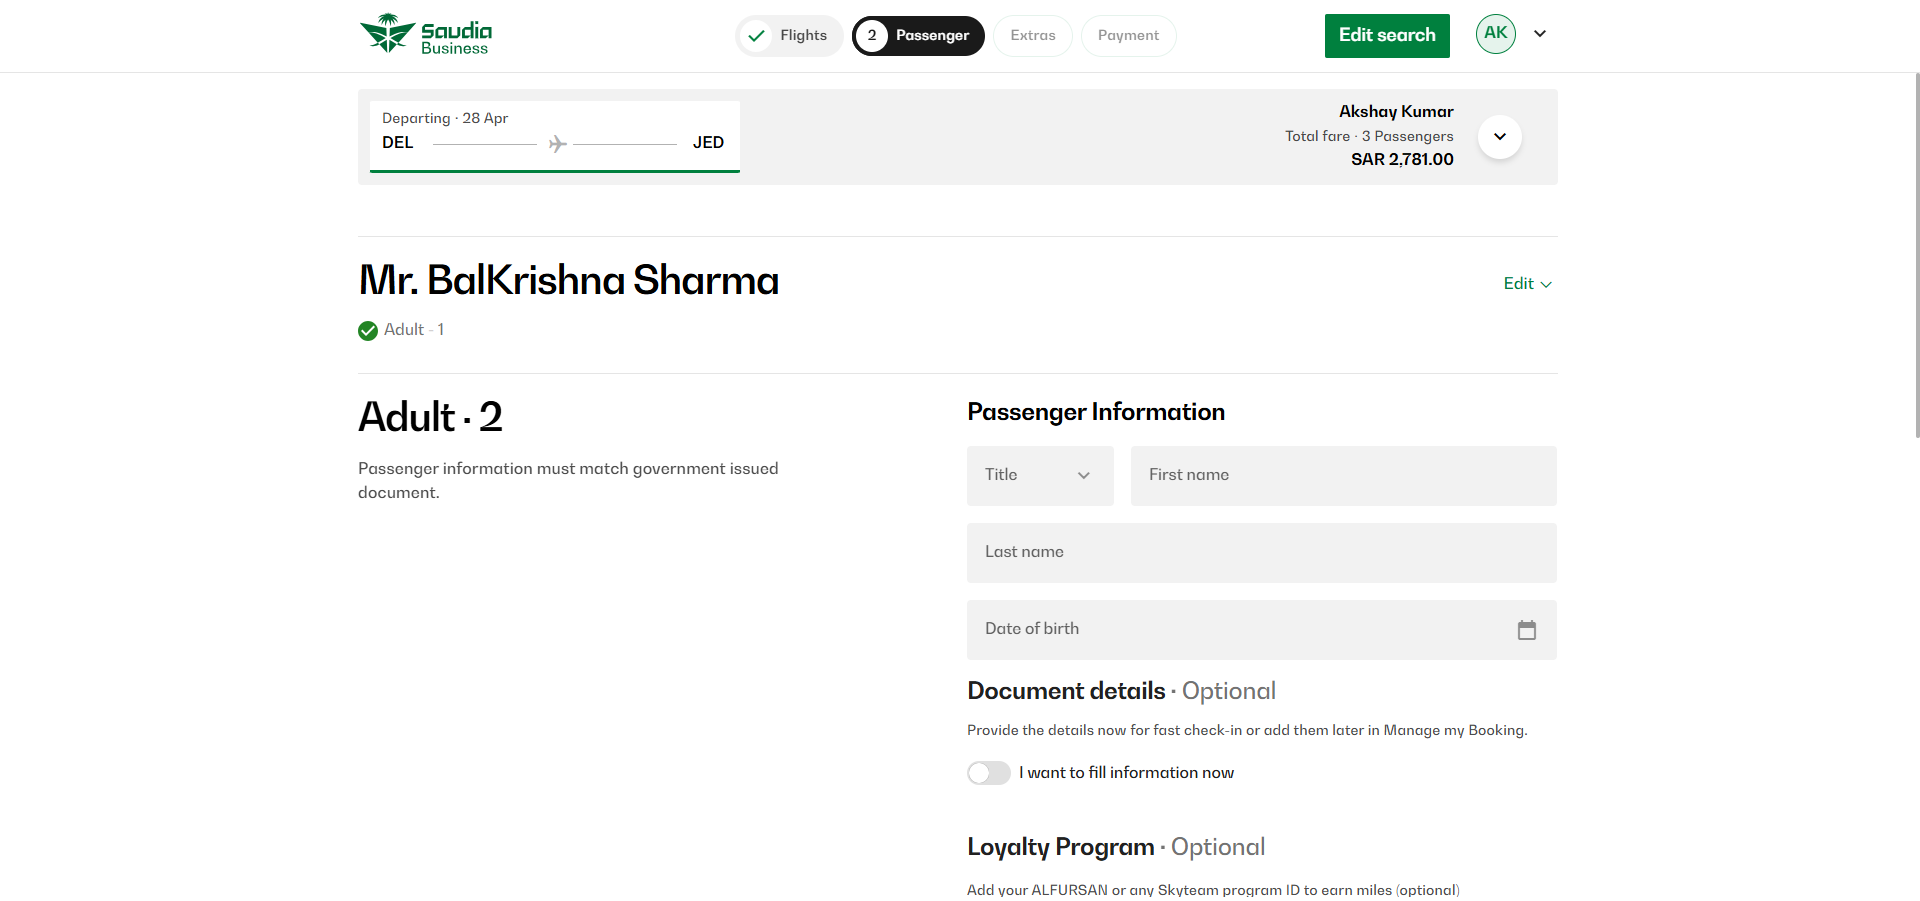 Saudia
Business
Flights
2 Passenger
Extras
Payment
Edit search
AK
Departing · 28 Apr
DEL JED
Akshay Kumar
Total fare · 3 Passengers
SAR 2,781.00
Mr. BalKrishna Sharma
Edit
Adult - 1
Adult · 2
Passenger information must match government issued
document.
Passenger Information
Title
First name
Last name
Date of birth
Document details · Optional
Provide the details now for fast check-in or add them later in Manage my Booking.
I want to fill information now
Loyalty Program · Optional
Add your ALFURSAN or any Skyteam program ID to earn miles (optional)